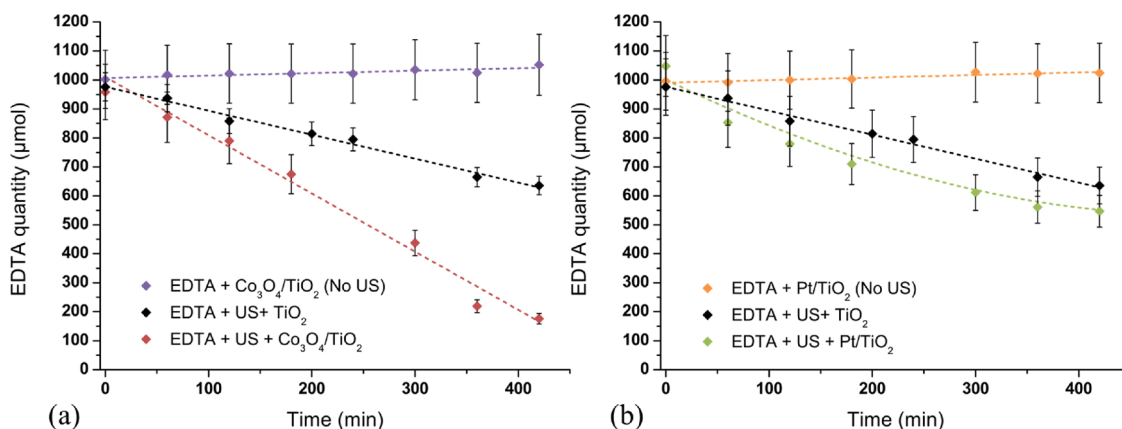 1200
1100
1000
900
800
700
600
500
400
300
200
100
0
EDTA quantity (µmol)
EDTA + Co₃O₄/TiO₂ (No US)
EDTA + US+ TiO₂
EDTA + US + Co₃O₄/TiO₂
0 100 200 300 400
Time (min)
(a)
1200
1100
1000
900
800
700
600
500
400
300
200
100
0
EDTA quantity (µmol)
EDTA + Pt/TiO₂ (No US)
EDTA + US+ TiO₂
EDTA + US + Pt/TiO₂
0 100 200 300 400
Time (min)
(b)